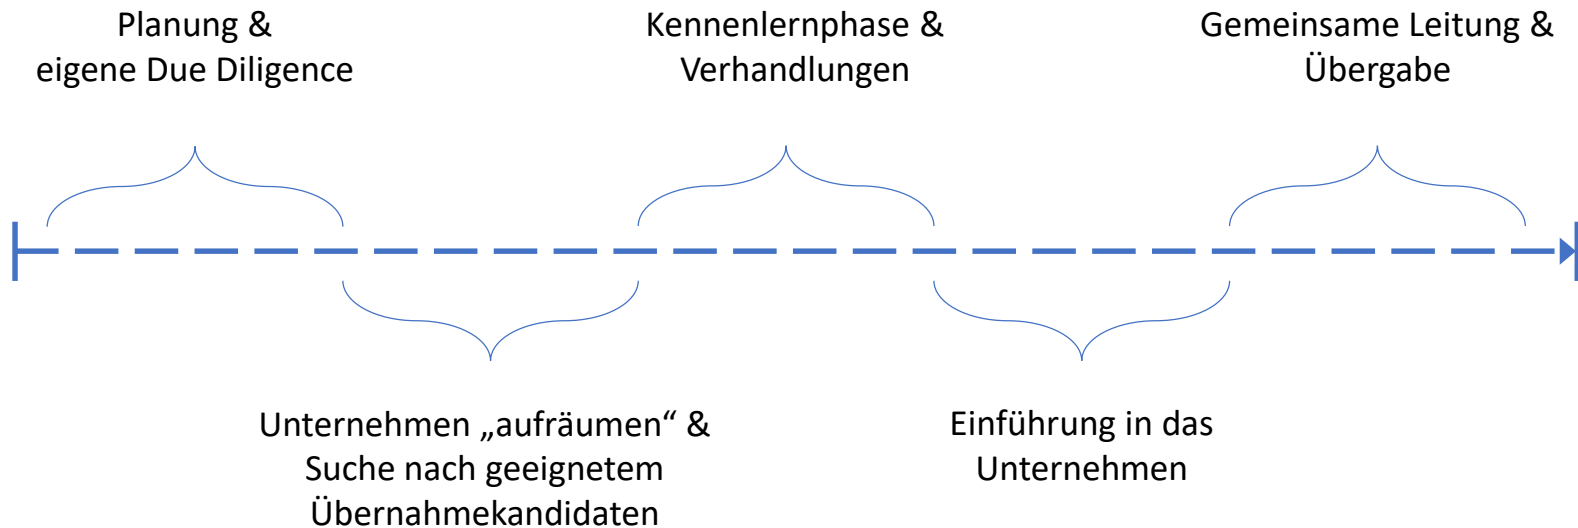 Planung &
eigene Due Diligence
Kennenlernphase &
Verhandlungen
Gemeinsame Leitung &
Übergabe
Unternehmen „aufräumen“ &
Suche nach geeignetem
Übernahmekandidaten
Einführung in das
Unternehmen